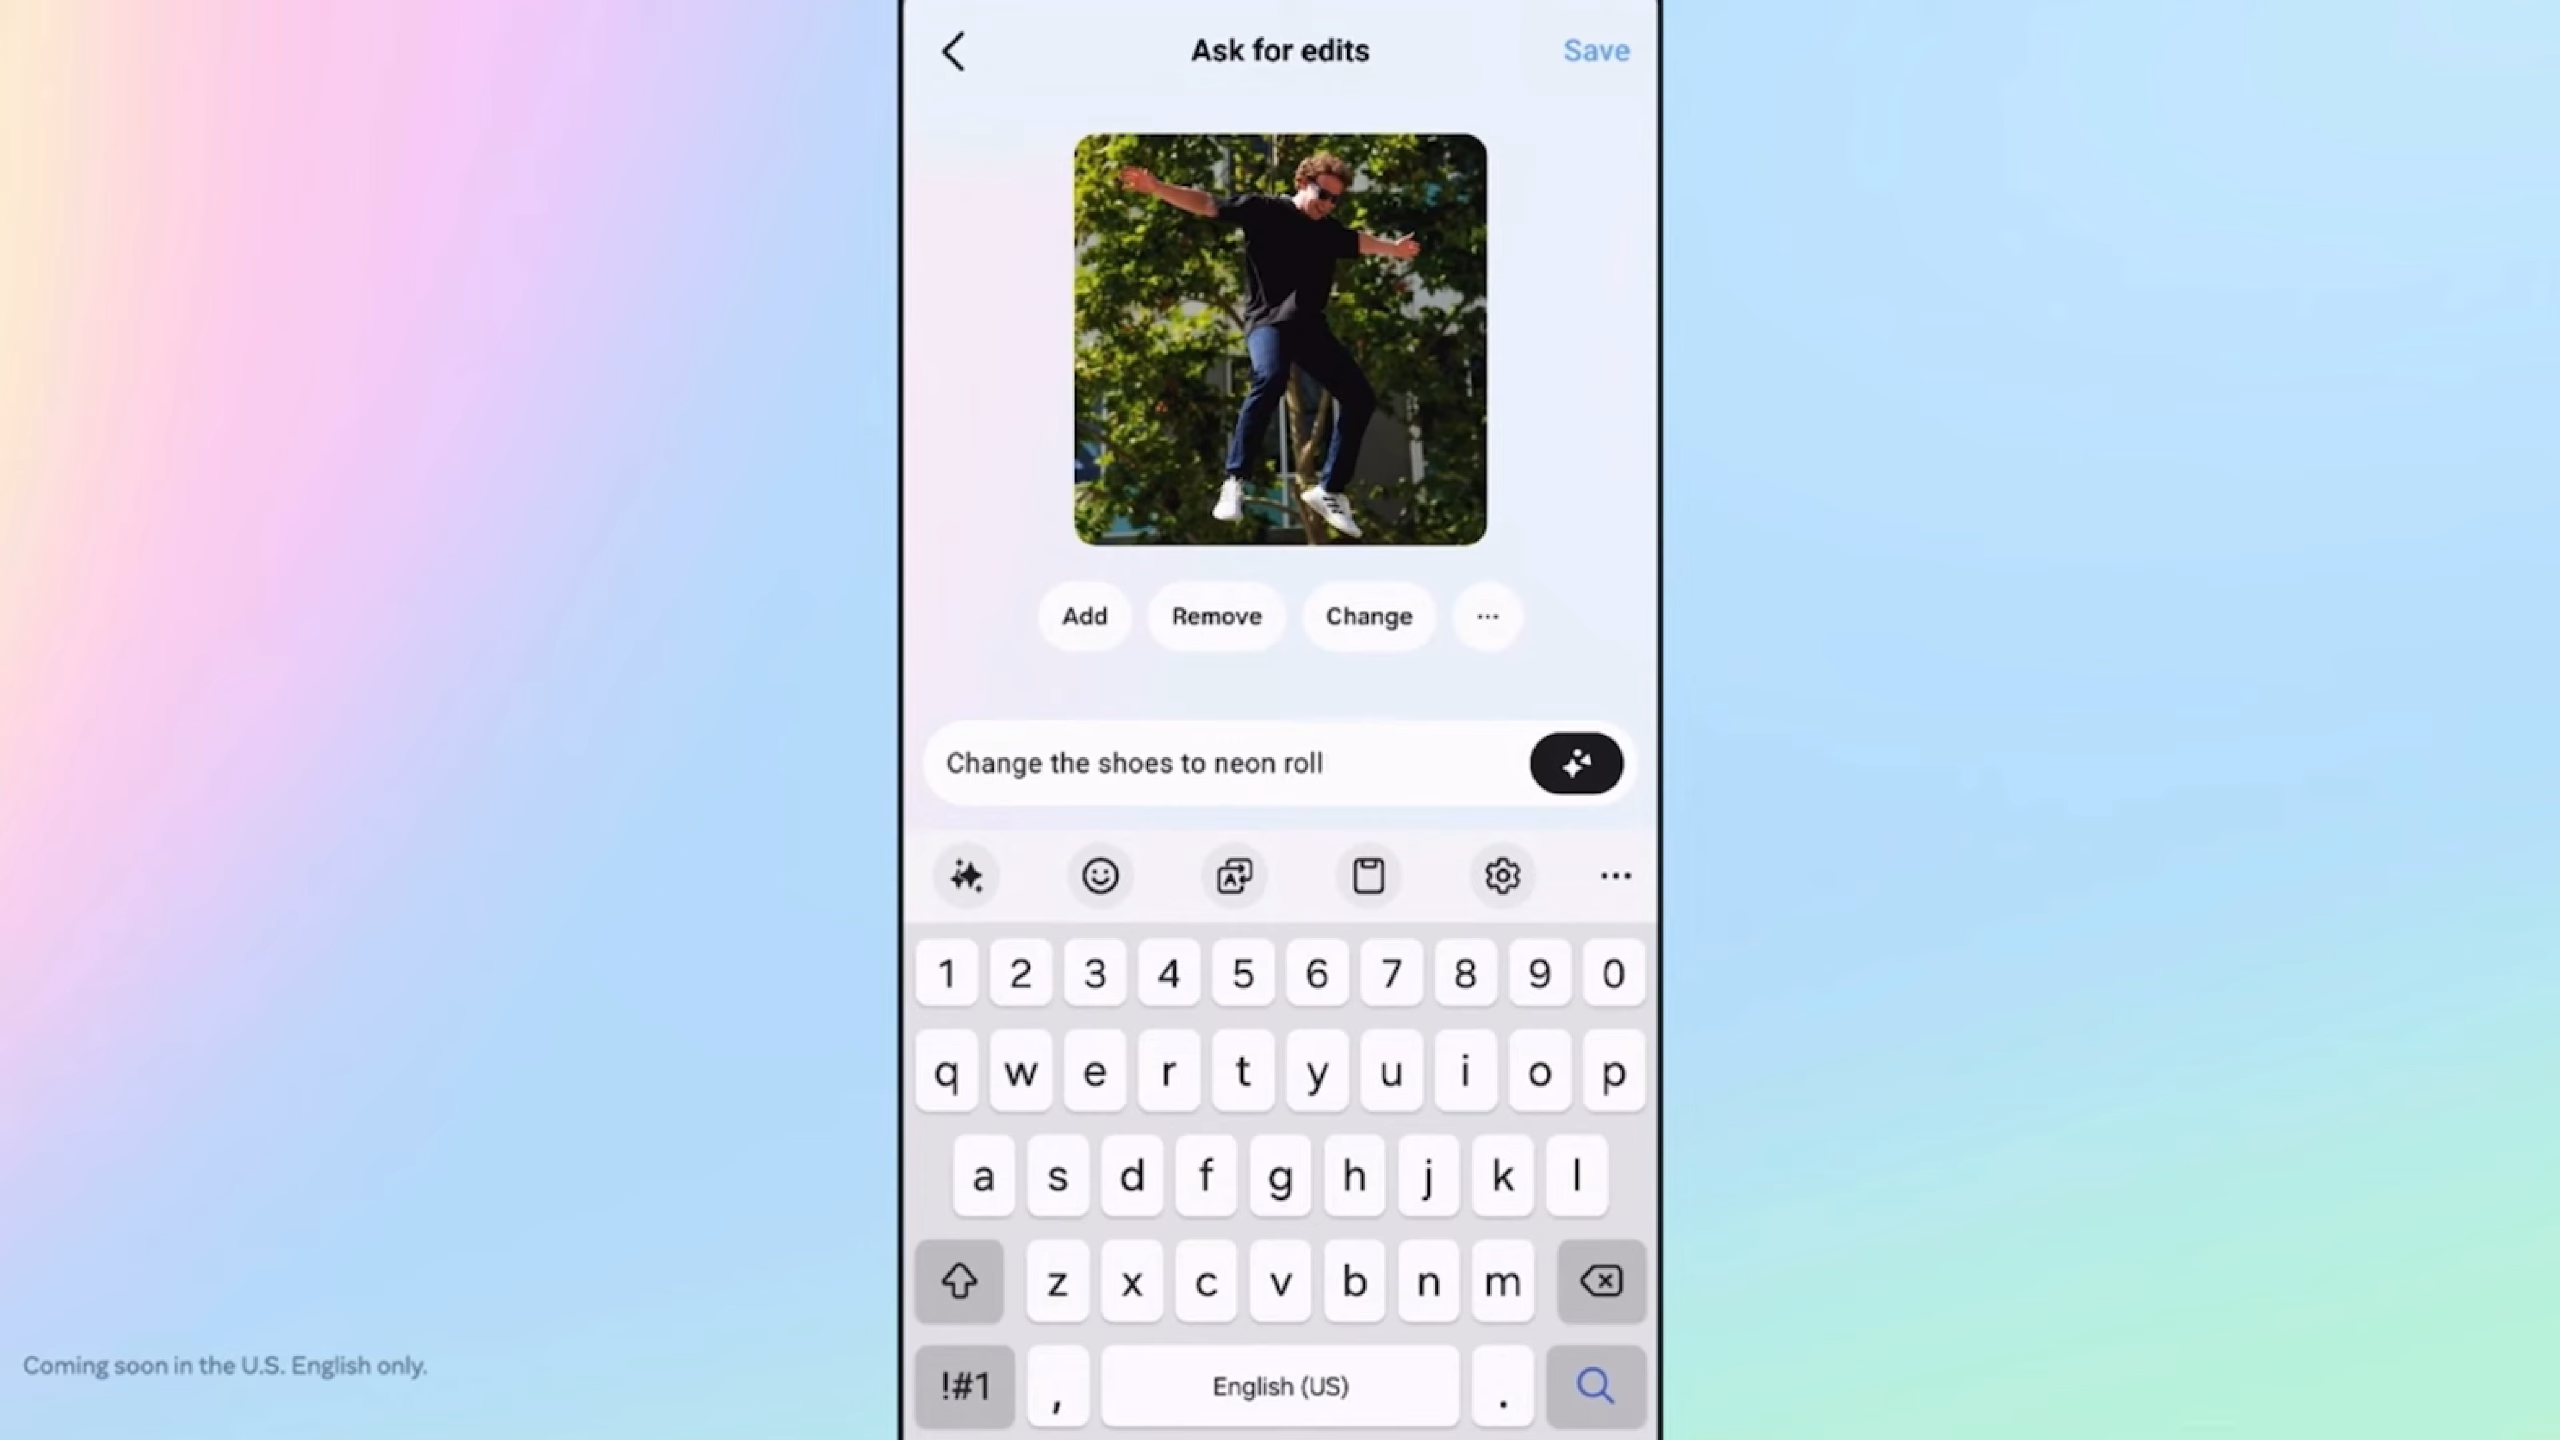 Ask for edits
Save
Add
Remove
Change
...
Change the shoes to neon roll
1 2 3 4 5 6 7 8 9 0
q w e r t y u i o p
a s d f g h j k l
z x c v b n m
!#1 , English (US) .
Coming soon in the U.S. English only.